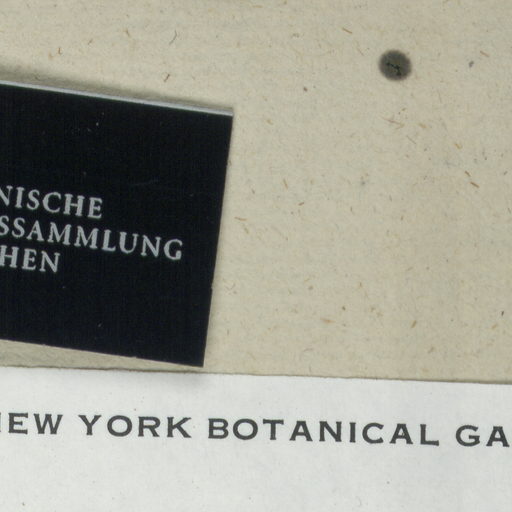 NISCHE
SSAMMLUNG
HEN
NEW YORK BOTANICAL GA